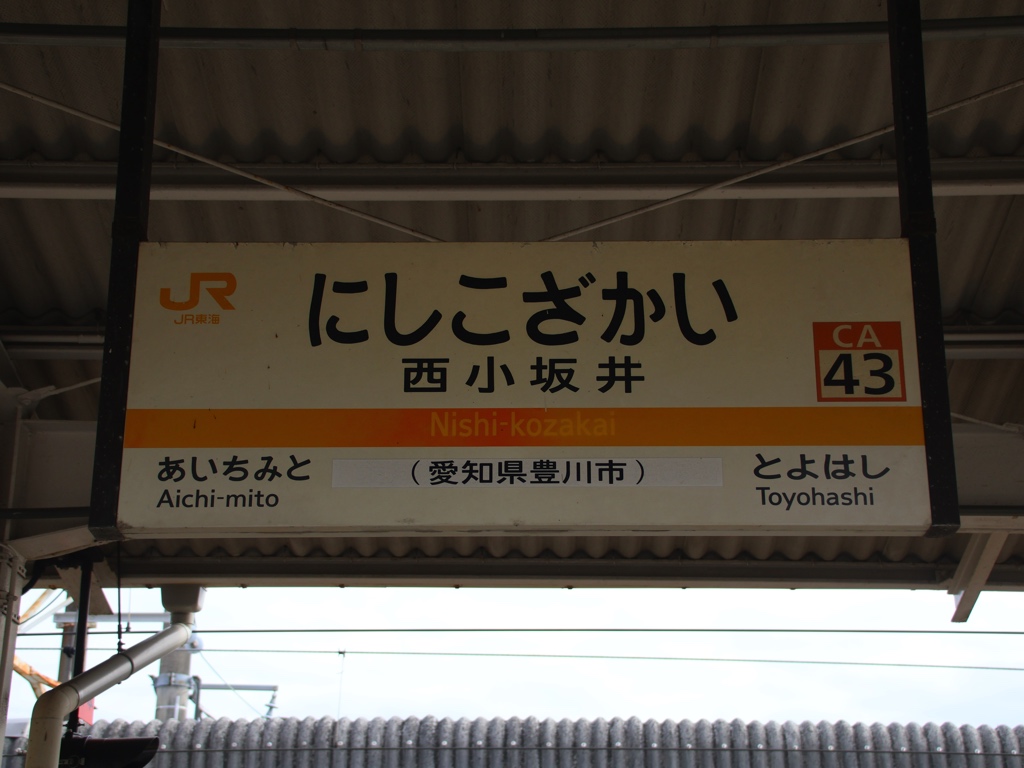 JR
JR東海
にしこざかい
西小坂井
CA
43
Nishi-kozakai
あいちみと
Aichi-mito
(愛知県豊川市)
とよはし
Toyohashi